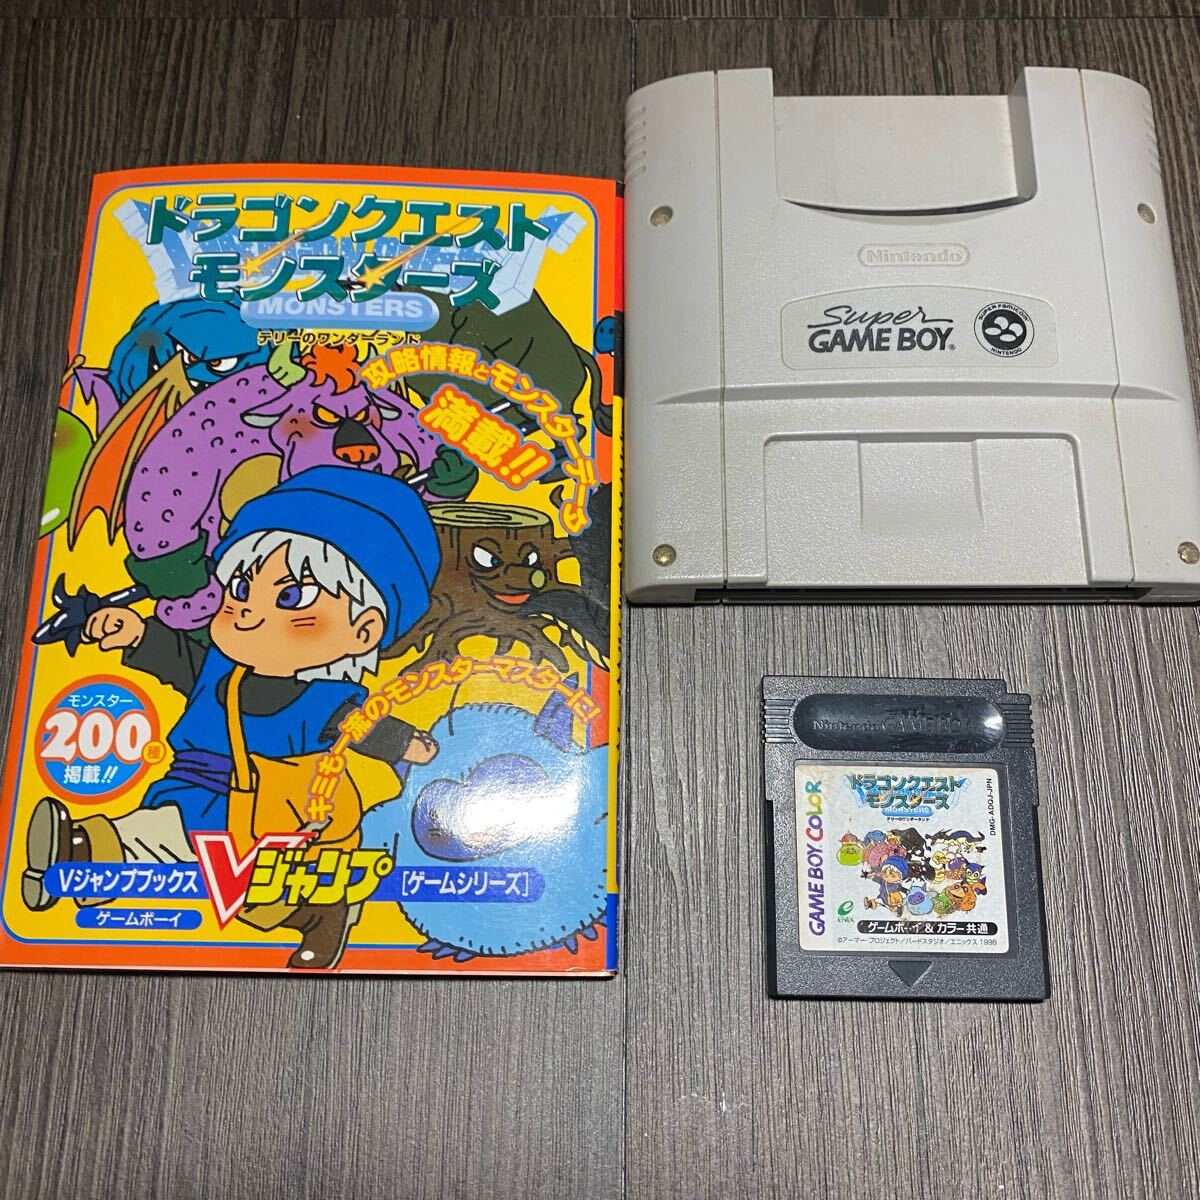 ドラゴンクエスト
モンスターズ
MONSTERS
テリーのワンダーランド
攻略情報とモンスターデータ
満載!!
モンスター
200種
掲載!!
キミも一流のモンスターマスターに!
Vジャンプブックス
Vジャンプ
[ゲームシリーズ]
ゲームボーイ
Nintendo
Super
GAME BOY®
SUPER FAMICOM
NINTENDO
Nintendo GAME BOY
GAME BOY COLOR
ドラゴンクエスト
モンスターズ
MONSTERS
テリーのワンダーランド
DMG-ADQJ-JPN
ENIX
ゲームボーイ&カラー共通
©アーマープロジェクト/バードスタジオ/エニックス 1998